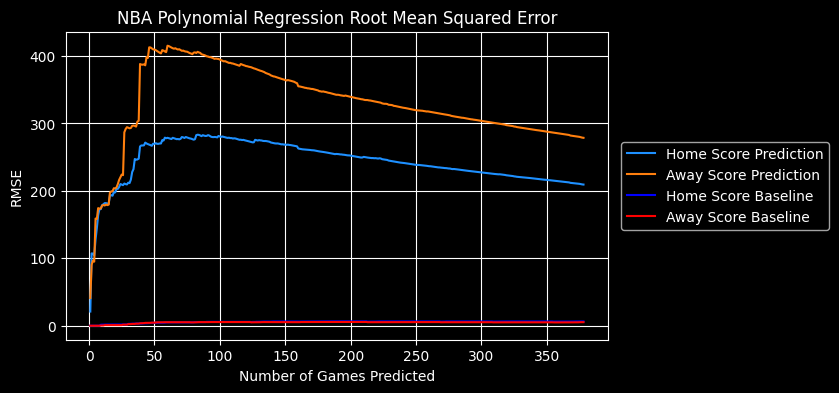 NBA Polynomial Regression Root Mean Squared Error
400
300
200
100
0
RMSE
0 50 100 150 200 250 300 350
Number of Games Predicted
Home Score Prediction
Away Score Prediction
Home Score Baseline
Away Score Baseline